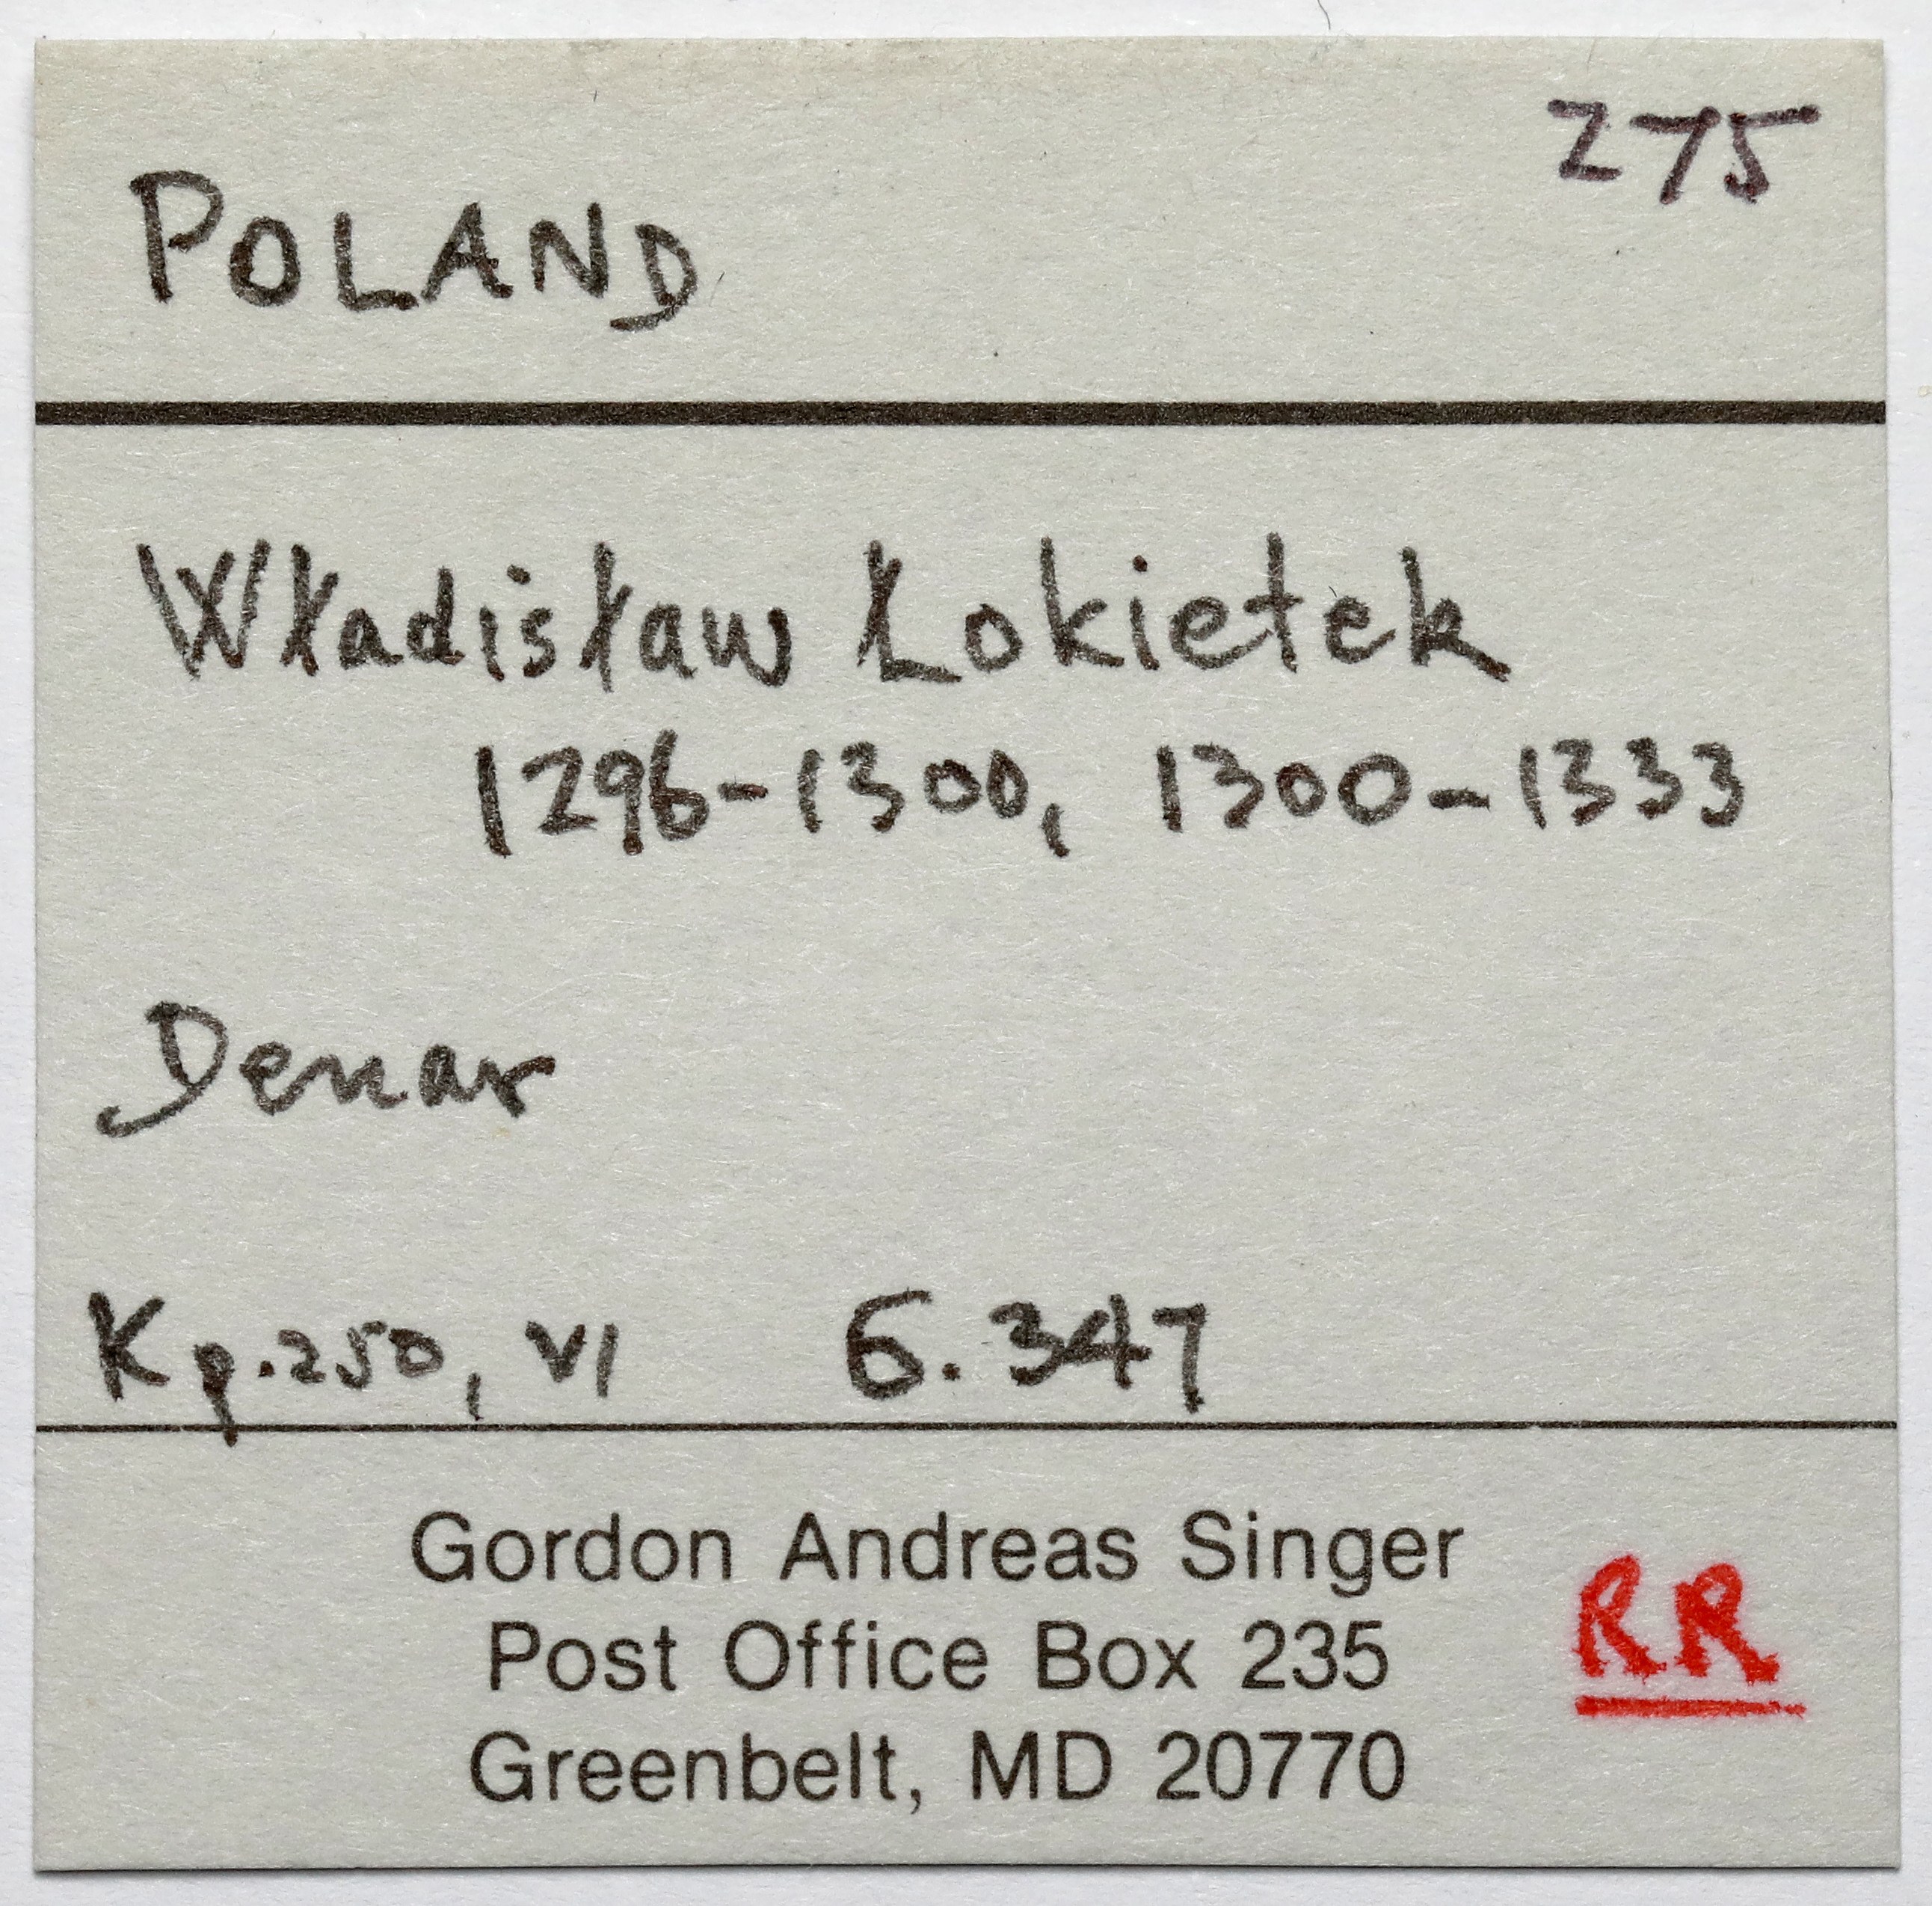 275
POLAND
Władisław Łokietek
1296-1300, 1300-1333
Denar
Kp.250, VI 6.347
Gordon Andreas Singer
Post Office Box 235
RR
Greenbelt, MD 20770